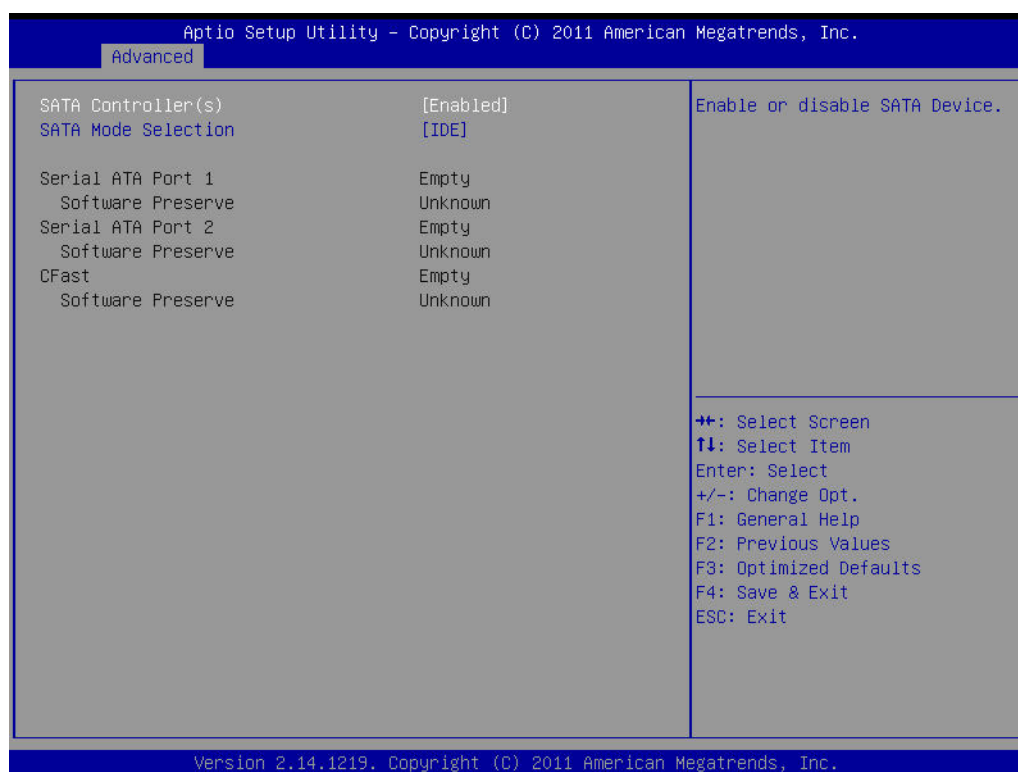 Aptio Setup Utility – Copyright (C) 2011 American Megatrends, Inc.
Advanced
SATA Controller(s) [Enabled]
SATA Mode Selection [IDE]
Serial ATA Port 1 Empty
Software Preserve Unknown
Serial ATA Port 2 Empty
Software Preserve Unknown
CFast Empty
Software Preserve Unknown
Enable or disable SATA Device.
→←: Select Screen
↑↓: Select Item
Enter: Select
+/-: Change Opt.
F1: General Help
F2: Previous Values
F3: Optimized Defaults
F4: Save & Exit
ESC: Exit
Version 2.14.1219. Copyright (C) 2011 American Megatrends, Inc.